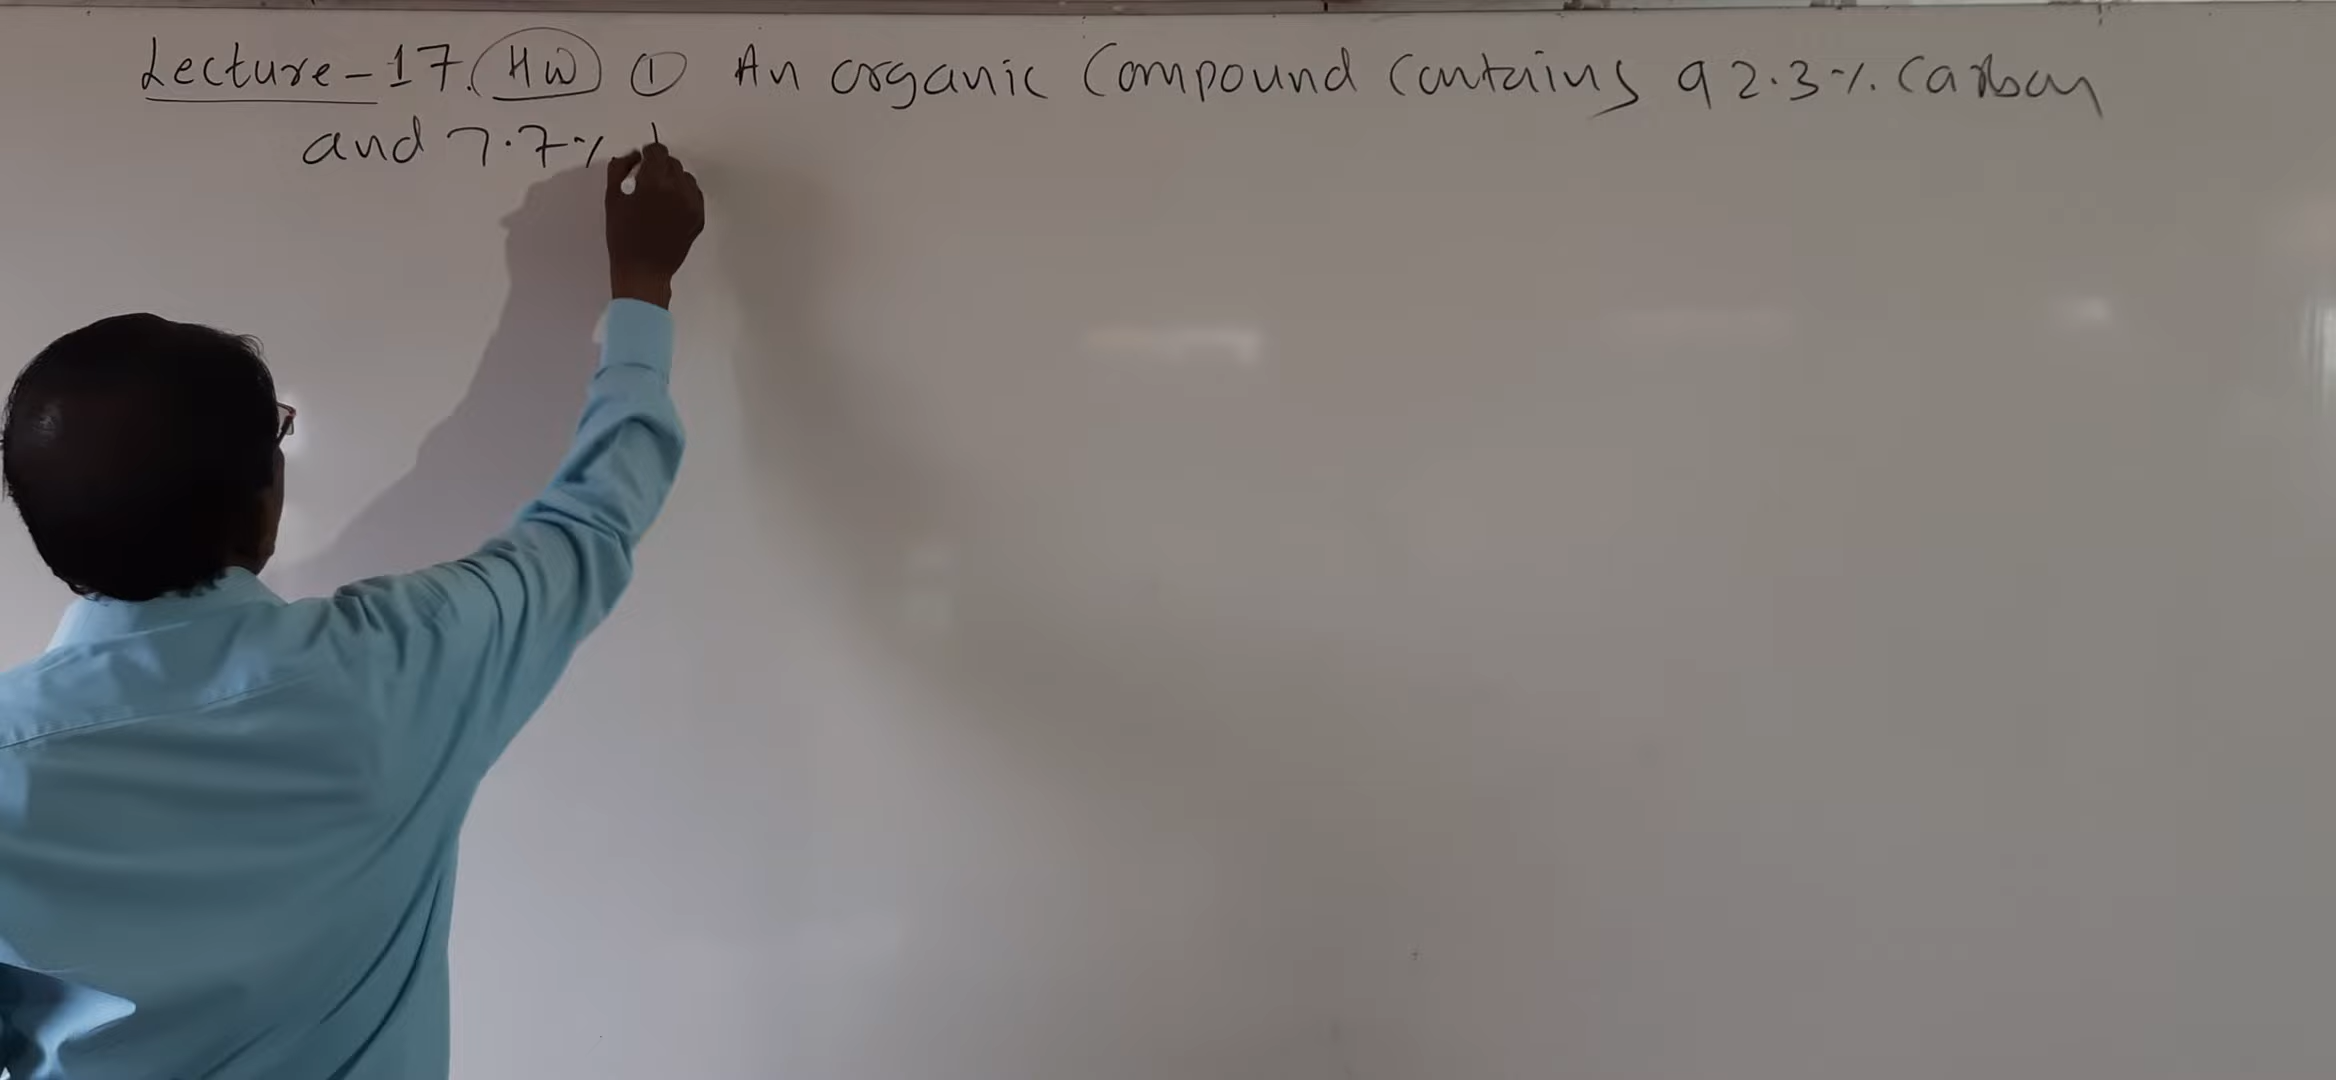 Lecture-17. HW ① An organic Compound Contains 92.3%. Carbon
and 7.7%.